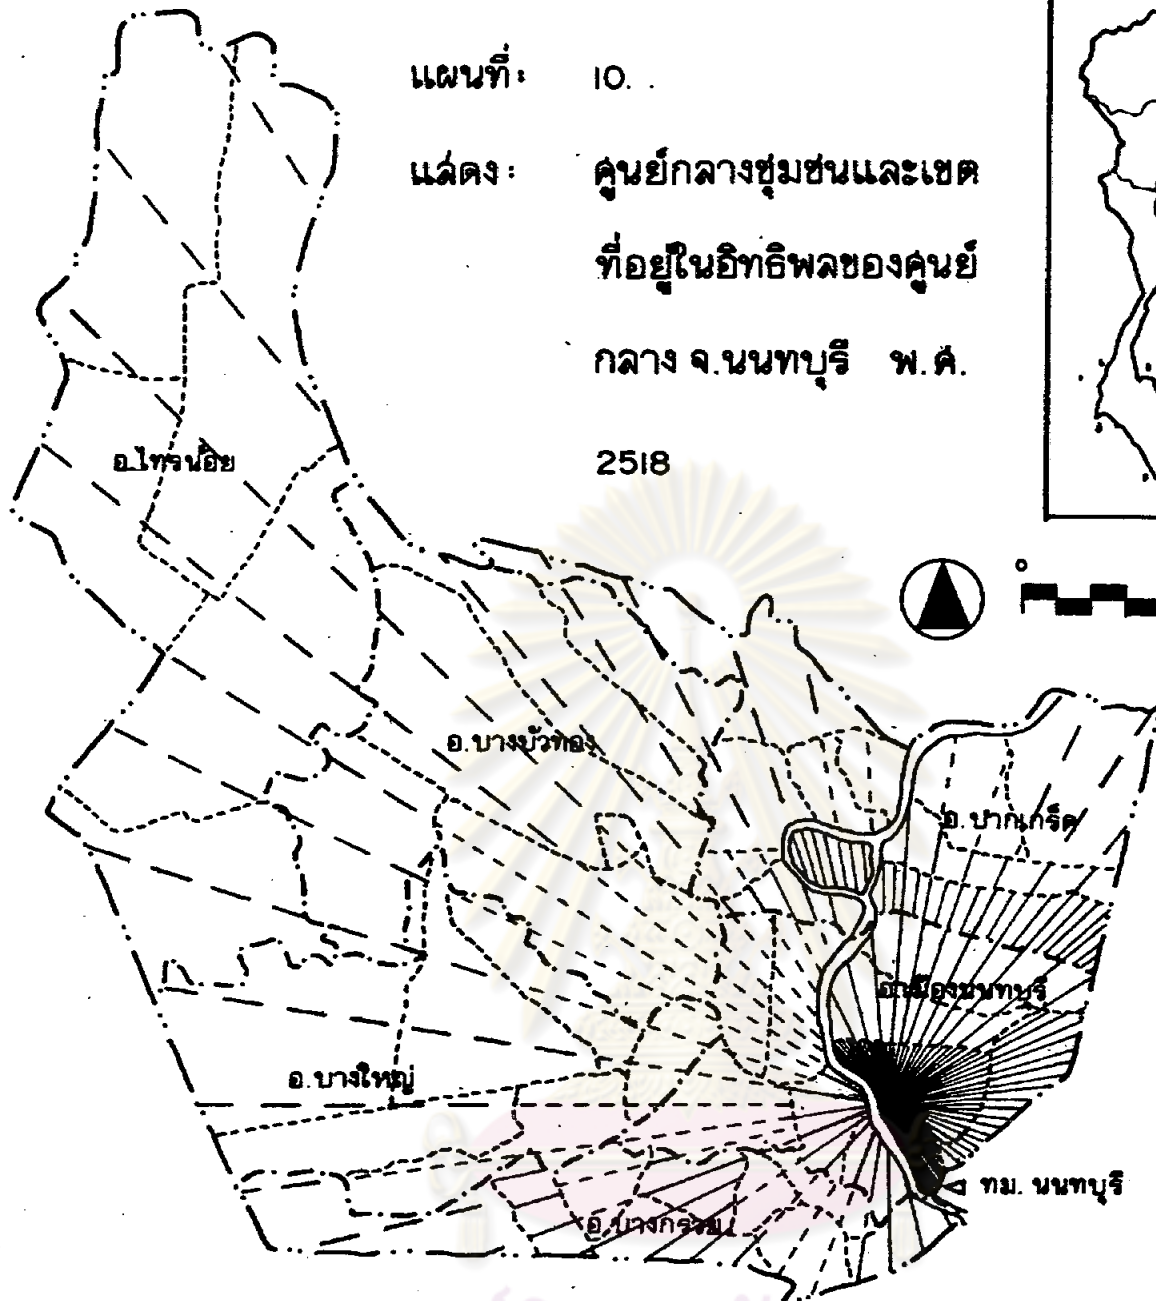 แผนที่: 10.
แสดง: ศูนย์กลางชุมชนและเขต
ที่อยู่ในอิทธิพลของศูนย์
กลาง จ.นนทบุรี พ.ศ.
2518
อ.ไทรน้อย
0
อ.บางบัวทอง
อ.ปากเกร็ด
อ.เมืองนนทบุรี
อ.บางใหญ่
ทม. นนทบุรี
อ.บางกรวย